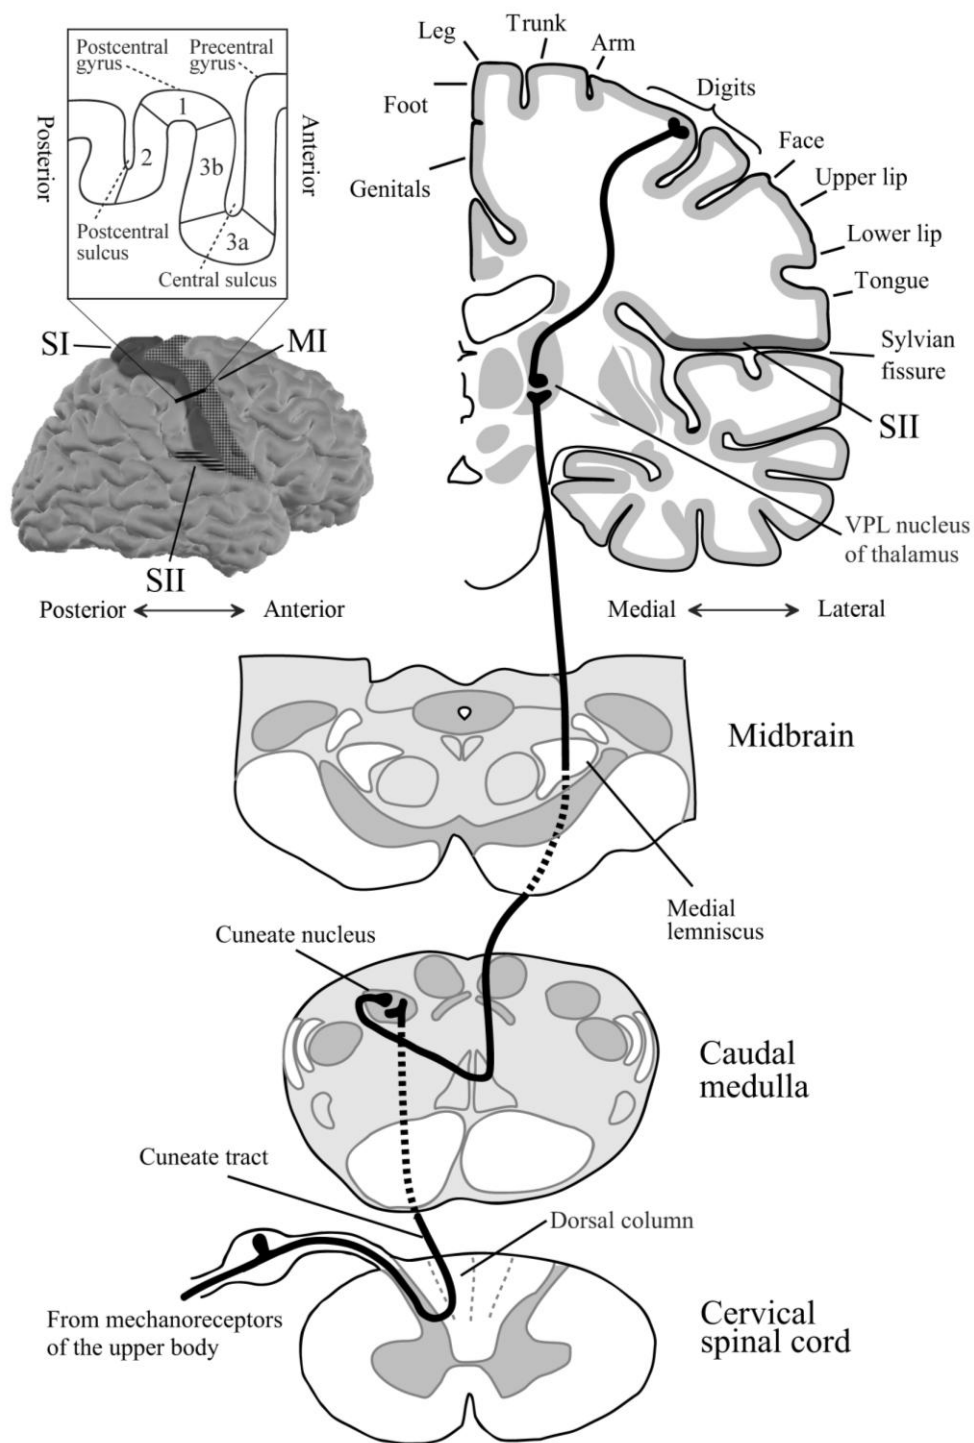 Postcentral
gyrus
Precentral
gyrus
Posterior
Anterior
1
2
3b
3a
Postcentral
sulcus
Central sulcus
SI
MI
SII
Posterior
Anterior
Leg
Trunk
Arm
Digits
Foot
Face
Genitals
Upper lip
Lower lip
Tongue
Sylvian
fissure
SII
VPL nucleus
of thalamus
Medial
Lateral
Midbrain
Medial
lemniscus
Cuneate nucleus
Caudal
medulla
Cuneate tract
Dorsal column
From mechanoreceptors
of the upper body
Cervical
spinal cord